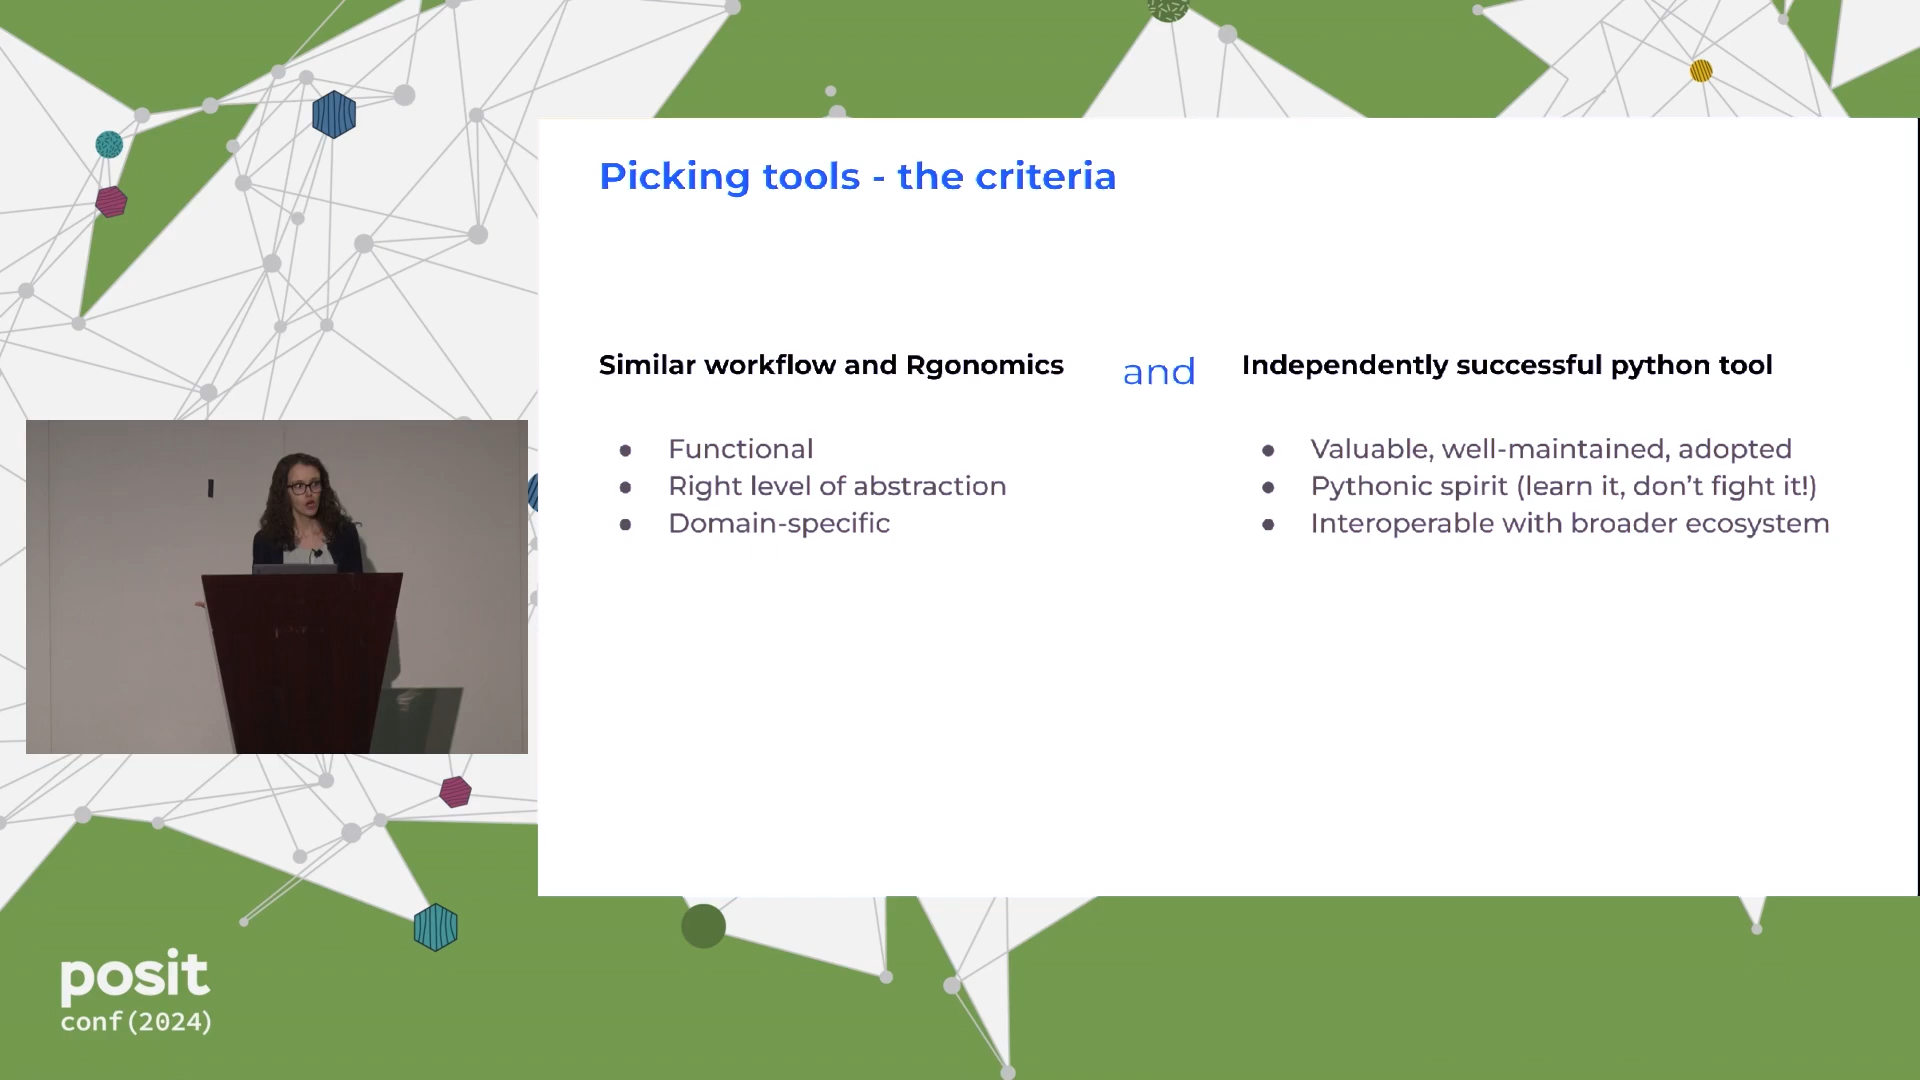 Picking tools - the criteria
Similar workflow and Rgonomics
and
Independently successful python tool
● Functional
● Right level of abstraction
● Domain-specific
● Valuable, well-maintained, adopted
● Pythonic spirit (learn it, don’t fight it!)
● Interoperable with broader ecosystem
posit
conf(2024)